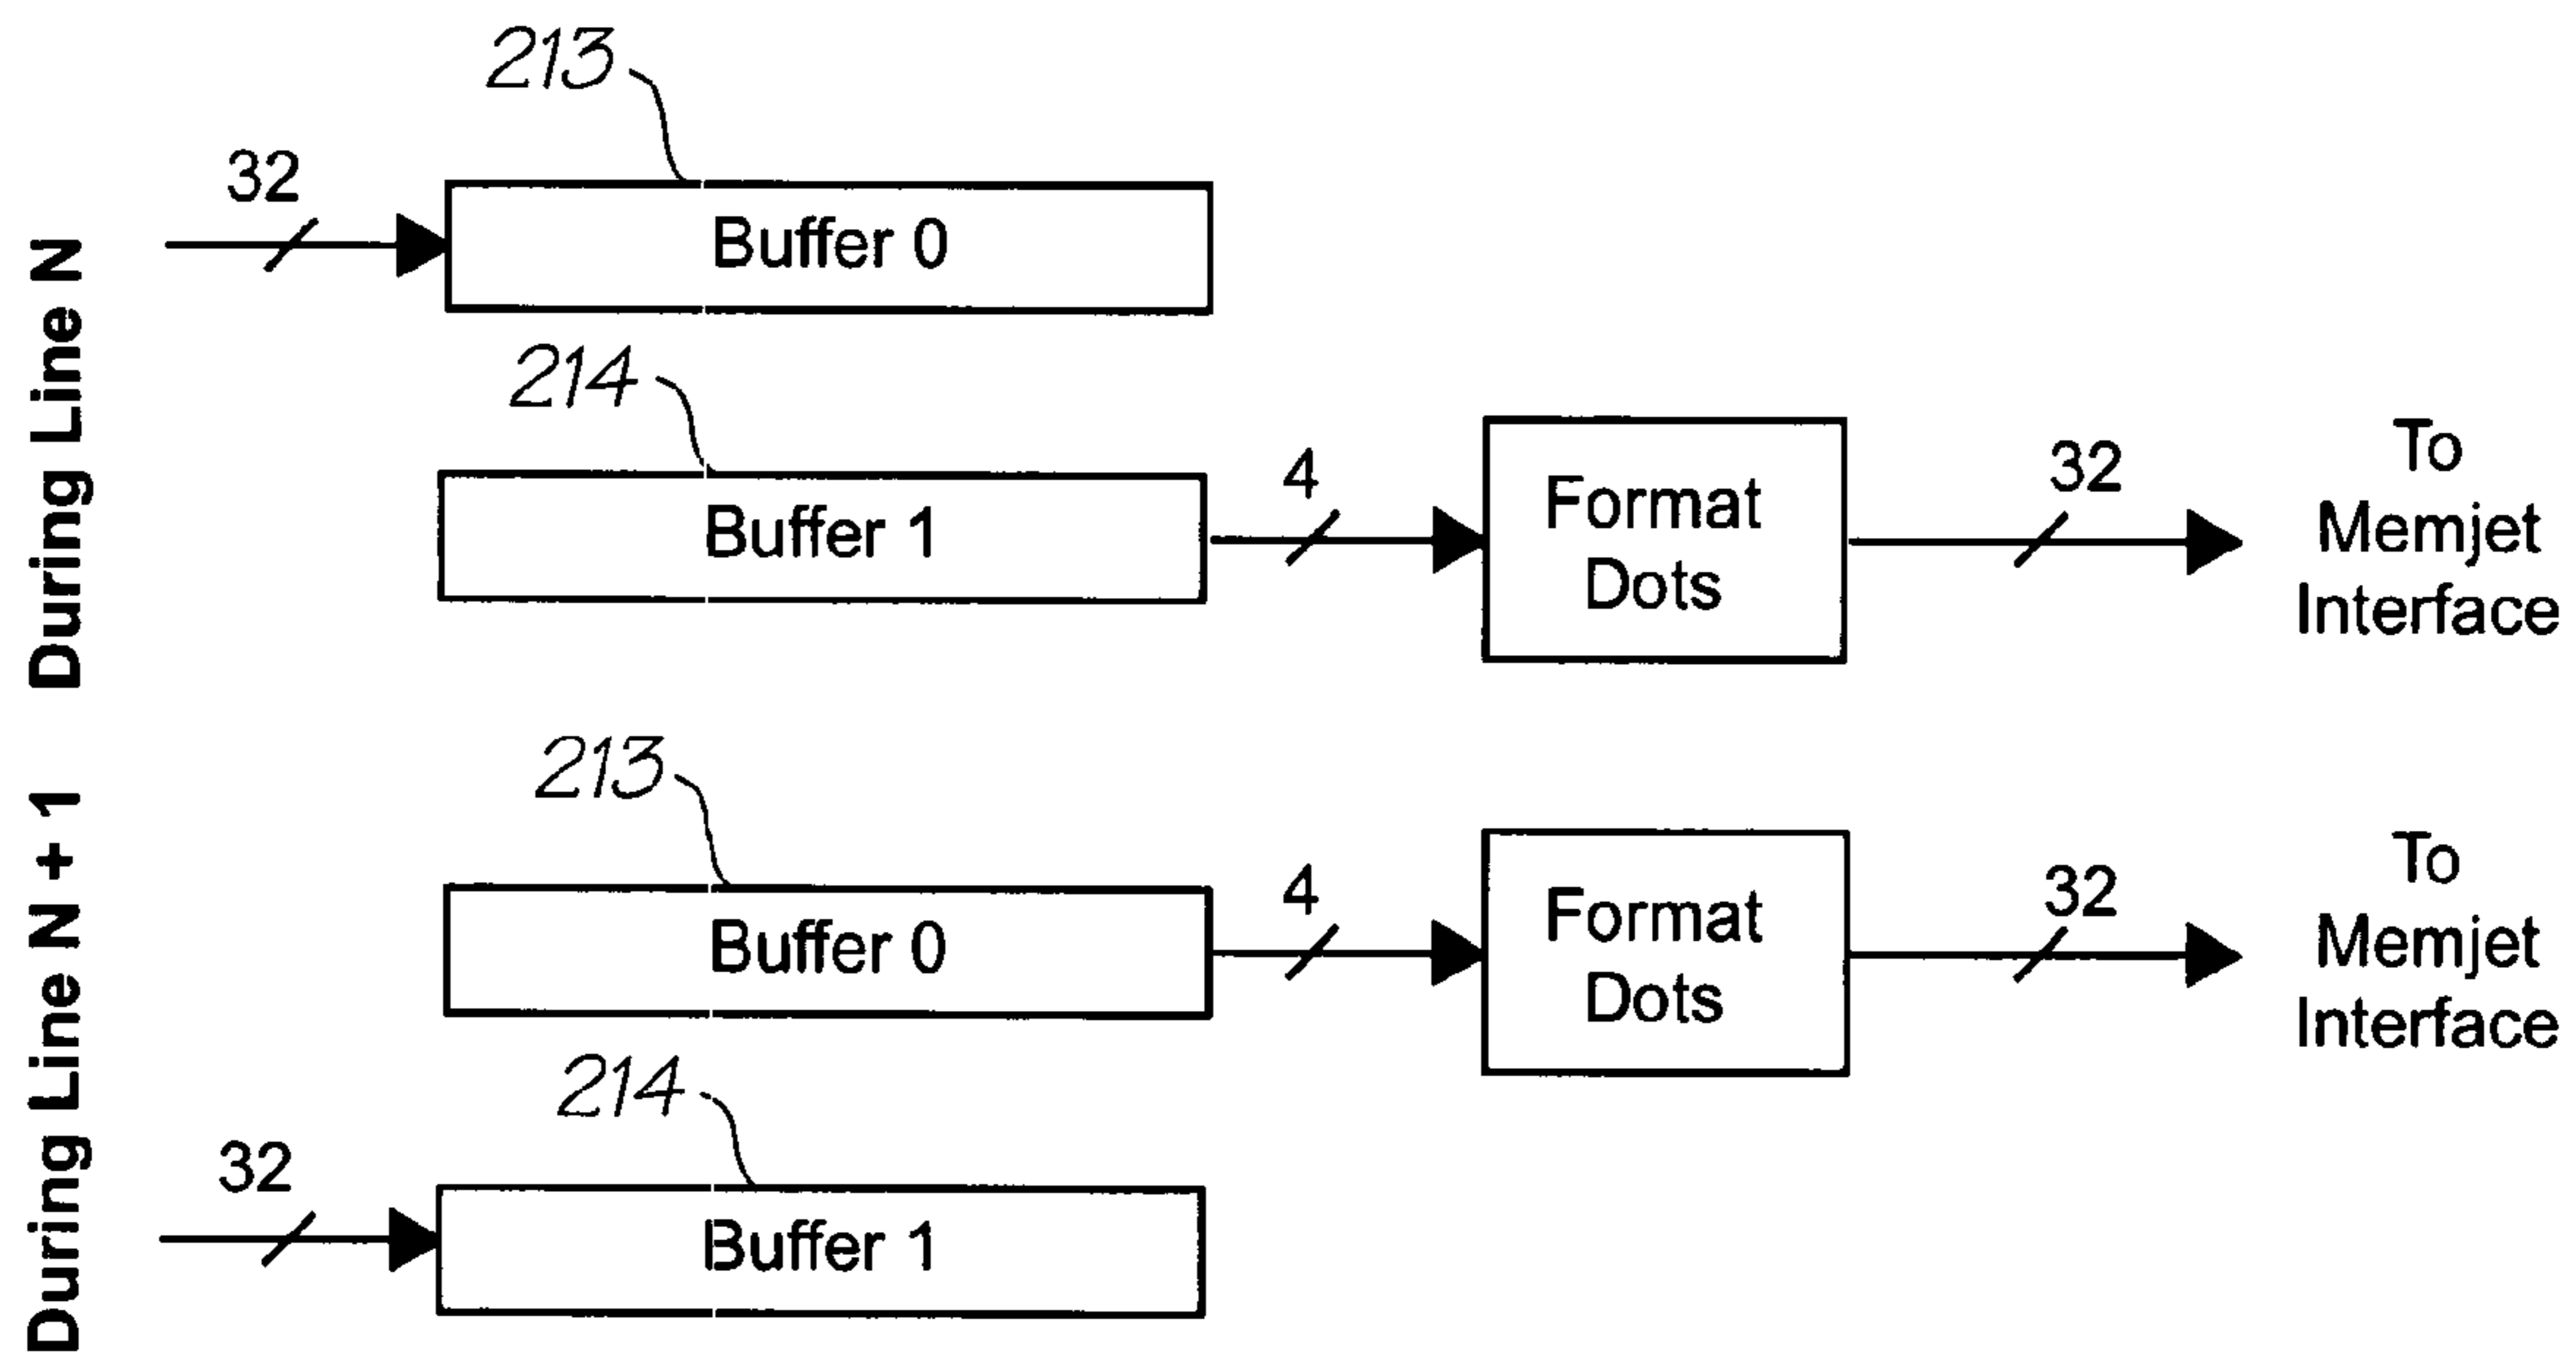 During Line N
213
32
Buffer 0
214
Buffer 1
4
Format
Dots
32
To
Memjet
Interface
During Line N + 1
213
Buffer 0
4
Format
Dots
32
To
Memjet
Interface
214
32
Buffer 1